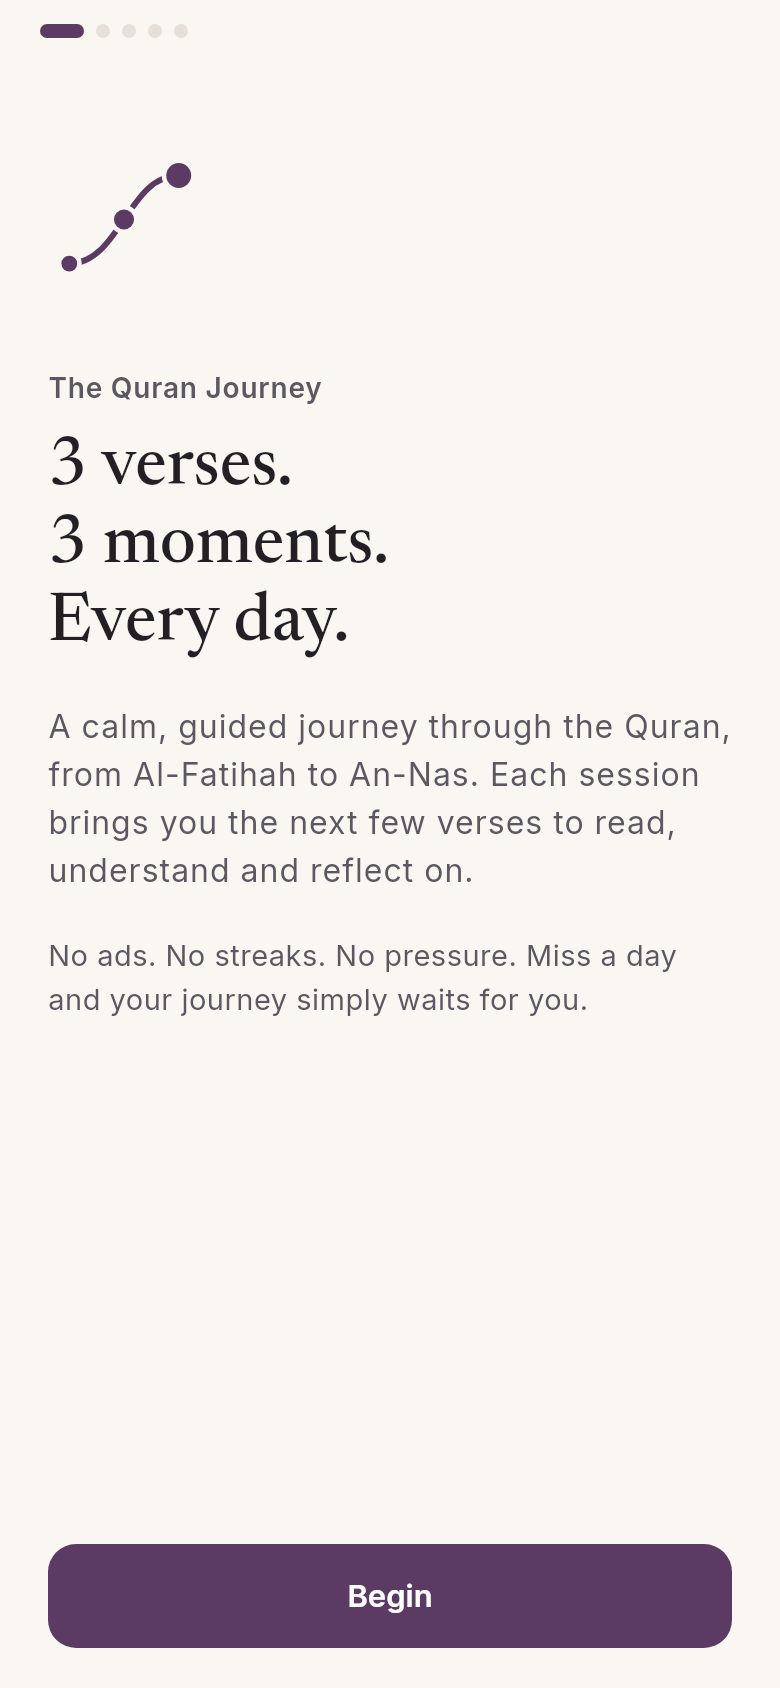 The Quran Journey
3 verses.
3 moments.
Every day.
A calm, guided journey through the Quran,
from Al-Fatihah to An-Nas. Each session
brings you the next few verses to read,
understand and reflect on.
No ads. No streaks. No pressure. Miss a day
and your journey simply waits for you.
Begin